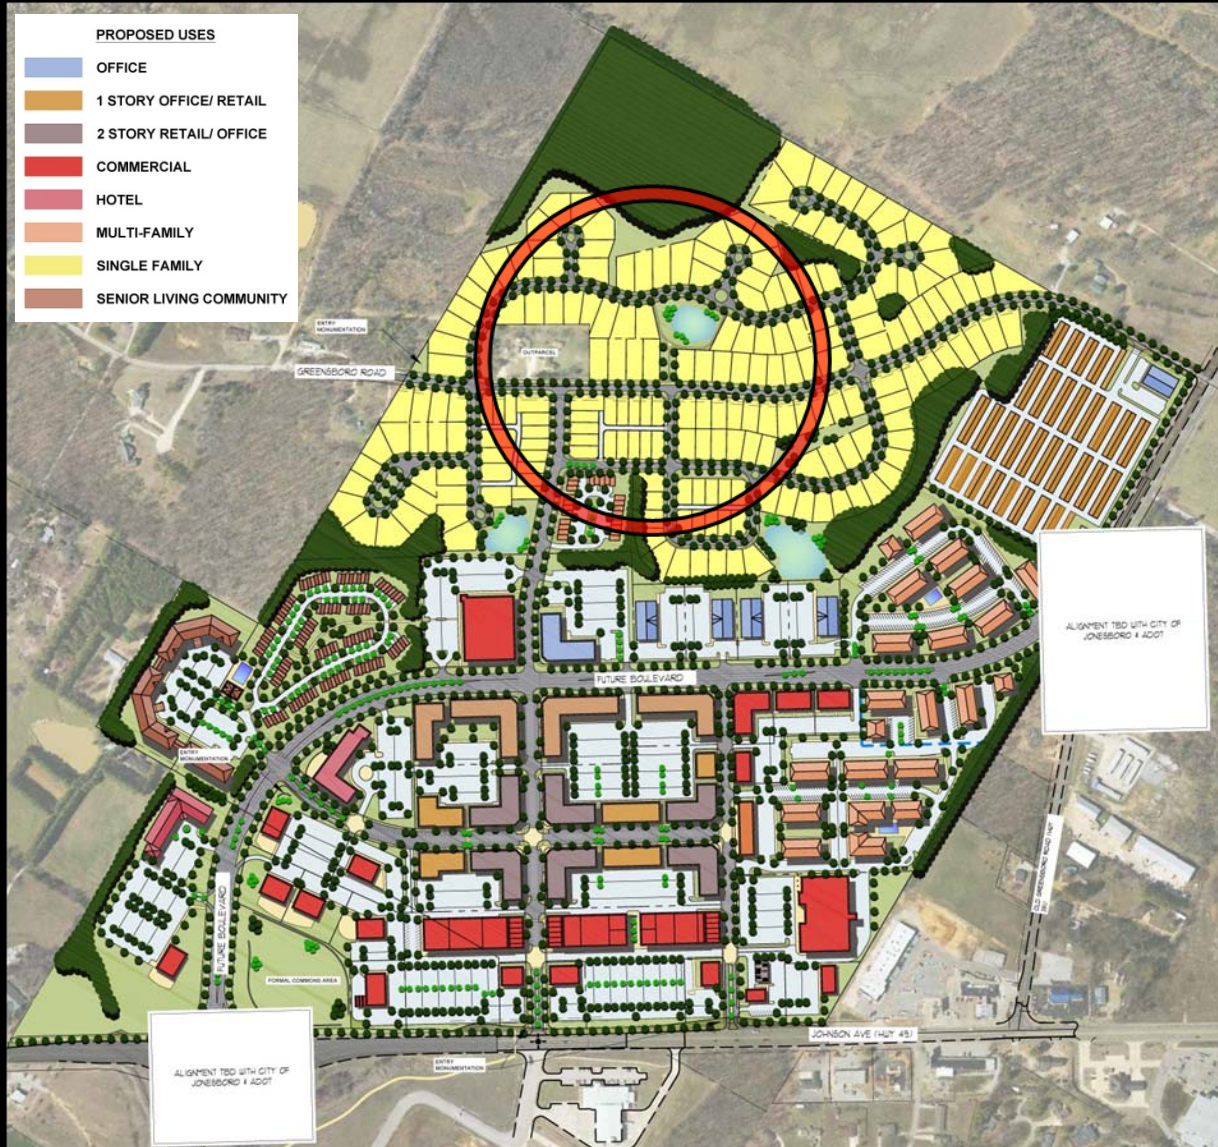 PROPOSED USES
OFFICE
1 STORY OFFICE/ RETAIL
2 STORY RETAIL/ OFFICE
COMMERCIAL
HOTEL
MULTI-FAMILY
SINGLE FAMILY
SENIOR LIVING COMMUNITY
ENTRY
MONUMENTATION
GREENSBORO ROAD
OUTPARCEL
ALIGNMENT TBD WITH CITY OF
JONESBORO & ADOT
FUTURE BOULEVARD
ENTRY
MONUMENTATION
OLD GREENSBORO ROAD
FUTURE BOULEVARD
FORMAL COMMONS AREA
JOHNSON AVE (HWY 49)
ENTRY
MONUMENTATION
ALIGNMENT TBD WITH CITY OF
JONESBORO & ADOT